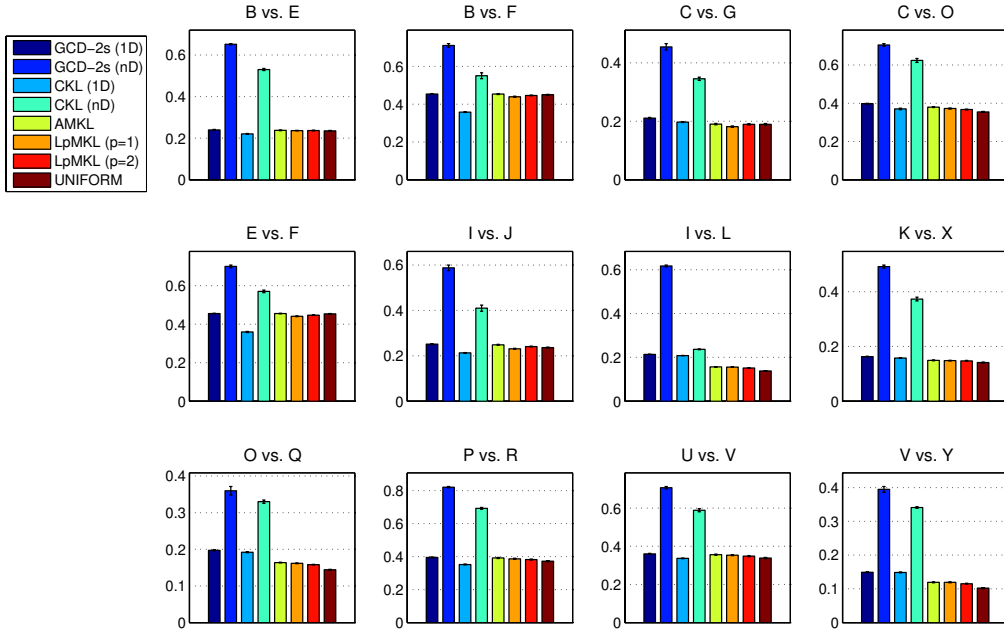 GCD-2s (1D)
GCD-2s (nD)
CKL (1D)
CKL (nD)
AMKL
LpMKL (p=1)
LpMKL (p=2)
UNIFORM
B vs. E
0.6
0.4
0.2
0
B vs. F
0.8
0.6
0.4
0.2
0
C vs. G
0.4
0.2
0
C vs. O
0.6
0.4
0.2
0
E vs. F
0.6
0.4
0.2
0
I vs. J
0.6
0.4
0.2
0
I vs. L
0.6
0.4
0.2
0
K vs. X
0.4
0.2
0
O vs. Q
0.4
0.3
0.2
0.1
0
P vs. R
0.8
0.6
0.4
0.2
0
U vs. V
0.6
0.4
0.2
0
V vs. Y
0.4
0.3
0.2
0.1
0